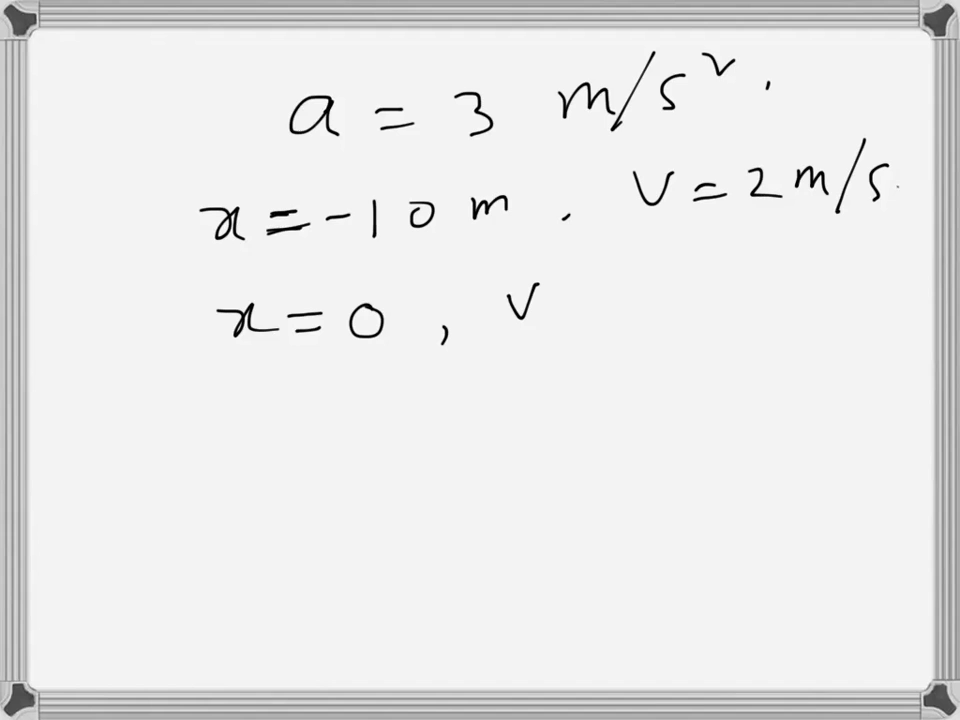 a = 3 m/s² .
x = -10 m . v = 2 m/s
x = 0 , v